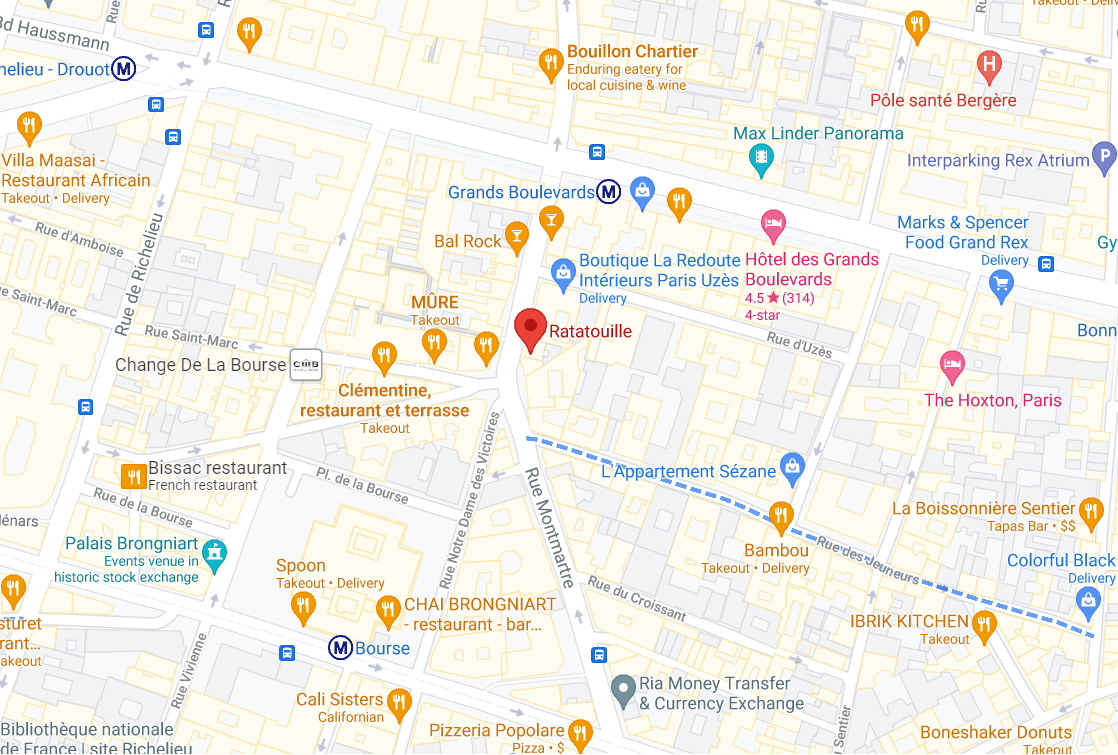 Takeout • Deliv
Rue
Rue
Bd Haussmann
Bergè
Bouillon Chartier
Enduring eatery for
local cuisine & wine
helieu - Drouot
M
H
Pôle santé Bergère
Max Linder Panorama
Interparking Rex Atrium
P
Villa Maasai -
Restaurant Africain
Takeout • Delivery
Grands Boulevards
M
Marks & Spencer
Food Grand Rex
Delivery
Rue d'Amboise
Rue de Richelieu
Bal Rock
Gy
Boutique La Redoute
Intérieurs Paris Uzès
Delivery
Hôtel des Grands
Boulevards
4.5 ★ (314)
4-star
ue Saint-Marc
MÛRE
Takeout
Rue Saint-Marc
Ratatouille
Bonn
Rue d'Uzès
Change De La Bourse
CMB
Clémentine,
restaurant et terrasse
Takeout
The Hoxton, Paris
Rue Notre Dame des Victoires
Bissac restaurant
French restaurant
Pl. de la Bourse
Rue Montmartre
L'Appartement Sézane
Rue de la Bourse
énars
La Boissonnière Sentier
Tapas Bar • $$
Palais Brongniart
Events venue in
historic stock exchange
Bambou
Takeout • Delivery
Rue des Jeuneurs
Colorful Black
Delivery
Spoon
Takeout • Delivery
Rue du Croissant
CHAI BRONGNIART
- restaurant - bar...
IBRIK KITCHEN
Takeout
sturet
rant...
akeout
M
Bourse
Rue Vivienne
Ria Money Transfer
& Currency Exchange
Cali Sisters
Californian
Sentier
Bibliothèque nationale
de France | site Richelieu
Pizzeria Popolare
Pizza • $
Boneshaker Donuts
Takeout